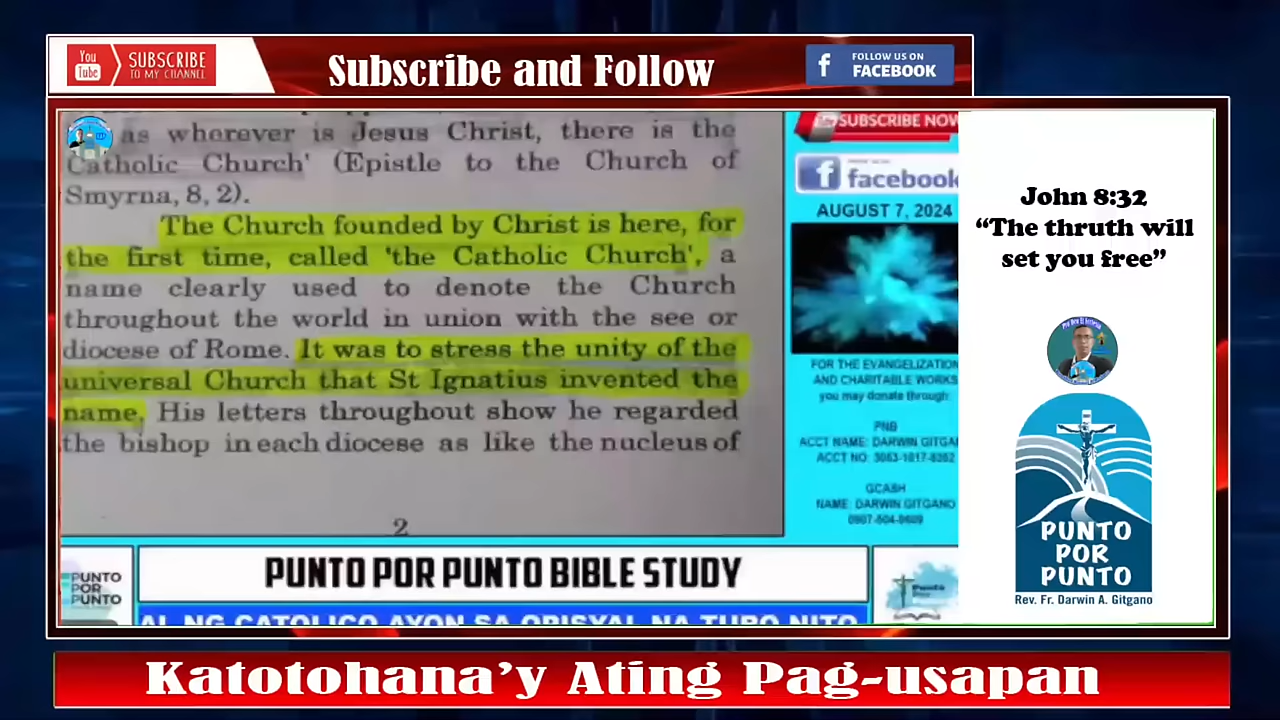 You
Tube
SUBSCRIBE
TO MY CHANNEL
Subscribe and Follow
f
FOLLOW US ON
FACEBOOK
as wherever is Jesus Christ, there is the
Catholic Church' (Epistle to the Church of
Smyrna, 8, 2).
The Church founded by Christ is here, for
the first time, called 'the Catholic Church', a
name clearly used to denote the Church
throughout the world in union with the see or
diocese of Rome. It was to stress the unity of the
universal Church that St Ignatius invented the
name, His letters throughout show he regarded
the bishop in each diocese as like the nucleus of
2
SUBSCRIBE NOW
f facebook
AUGUST 7, 2024
FOR THE EVANGELIZATION
AND CHARITABLE WORKS
you may donate through:
PNB
ACCT NAME: DARWIN GITGA
ACCT NO:
GCASH
NAME: DARWIN GITGANO
John 8:32
“The thruth will
set you free”
PUNTO
POR
PUNTO
Rev. Fr. Darwin A. Gitgano
PUNTO
POR
PUNTO
PUNTO POR PUNTO BIBLE STUDY
Punto
Por
AL NG CATOLICO AYON SA OPISYAL NA TURO NITO
Katotohana’y Ating Pag-usapan